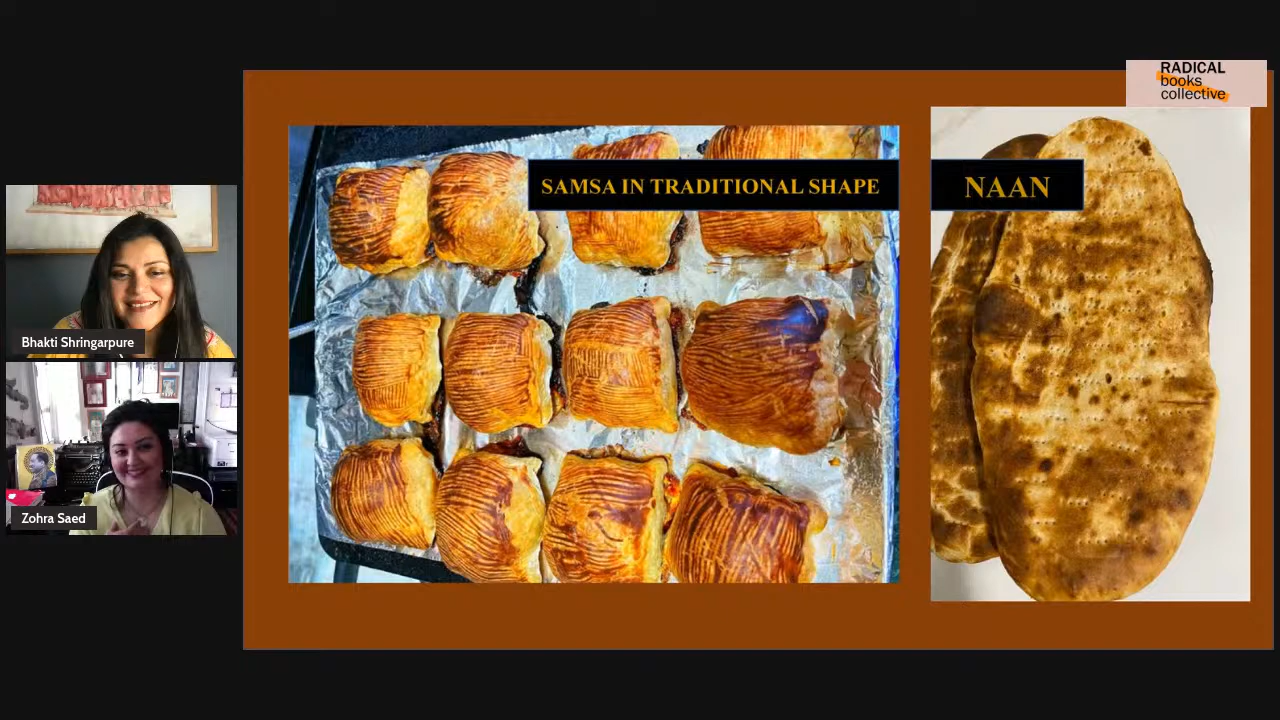 RADICAL
books
collective
SAMSA IN TRADITIONAL SHAPE
NAAN
Bhakti Shringarpure
Zohra Saed